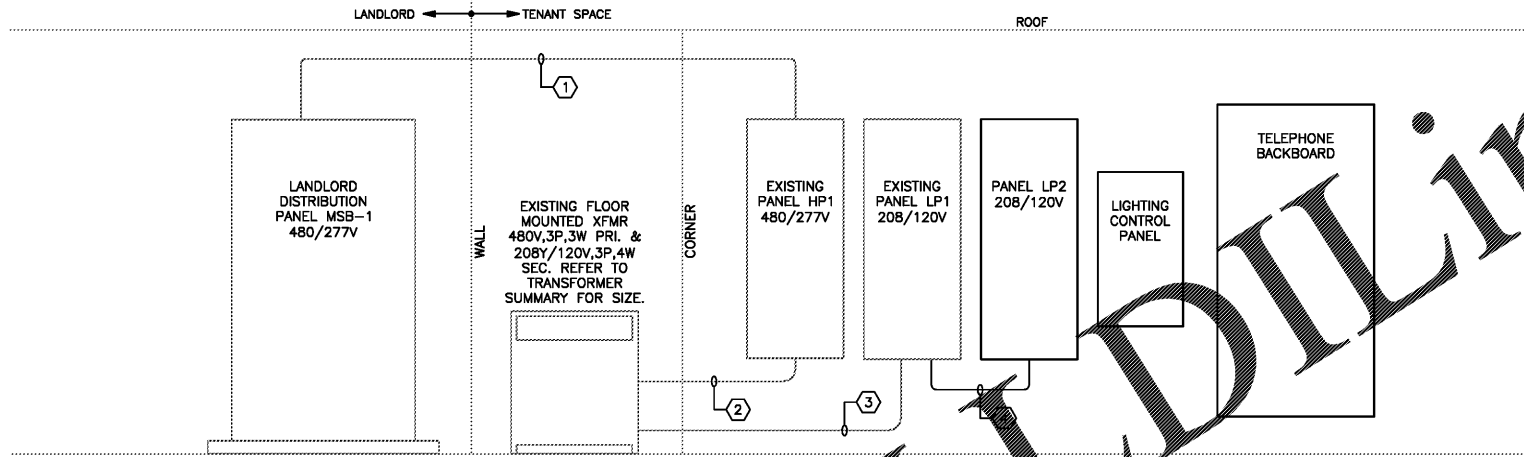 LANDLORD
TENANT SPACE
ROOF
1
LANDLORD
DISTRIBUTION
PANEL MSB-1
480/277V
WALL
EXISTING FLOOR
MOUNTED XFMR
480V,3P,3W PRI. &
208Y/120V,3P,4W
SEC. REFER TO
TRANSFORMER
SUMMARY FOR SIZE.
CORNER
EXISTING
PANEL HP1
480/277V
EXISTING
PANEL LP1
208/120V
PANEL LP2
208/120V
LIGHTING
CONTROL
PANEL
TELEPHONE
BACKBOARD
2
3
4